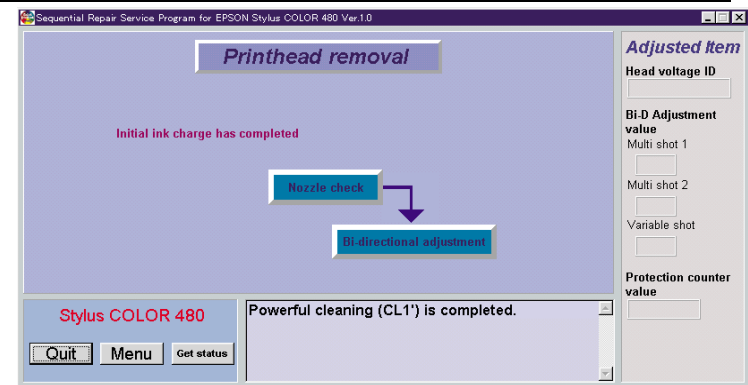 Sequential Repair Service Program for EPSON Stylus COLOR 480 Ver.1.0
Printhead removal
Initial ink charge has completed
Nozzle check
Bi-directional adjustment
Adjusted Item
Head voltage ID
Bi-D Adjustment
value
Multi shot 1
Multi shot 2
Variable shot
Protection counter
value
Stylus COLOR 480
Quit
Menu
Get status
Powerful cleaning (CL1') is completed.